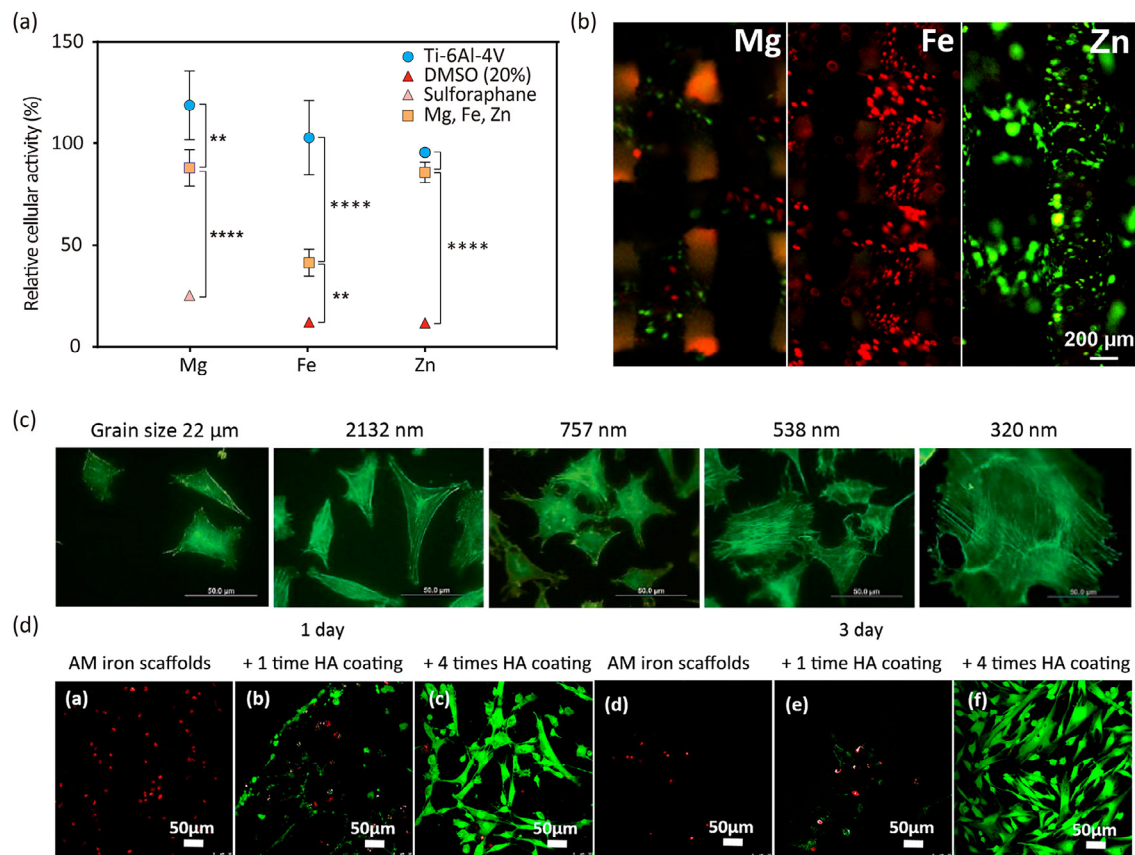 (a)
150
100
50
0
Relative cellular activity (%)
Ti-6Al-4V
DMSO (20%)
Sulforaphane
Mg, Fe, Zn
**
****
****
**
****
Mg Fe Zn
(b)
Mg Fe Zn
200 μm
(c)
Grain size 22 μm 2132 nm 757 nm 538 nm 320 nm
50.0 μm 50.0 μm 50.0 μm 50.0 μm 50.0 μm
(d)
1 day 3 day
AM iron scaffolds + 1 time HA coating + 4 times HA coating AM iron scaffolds + 1 time HA coating + 4 times HA coating
(a) (b) (c) (d) (e) (f)
50μm 50μm 50μm 50μm 50μm 50μm